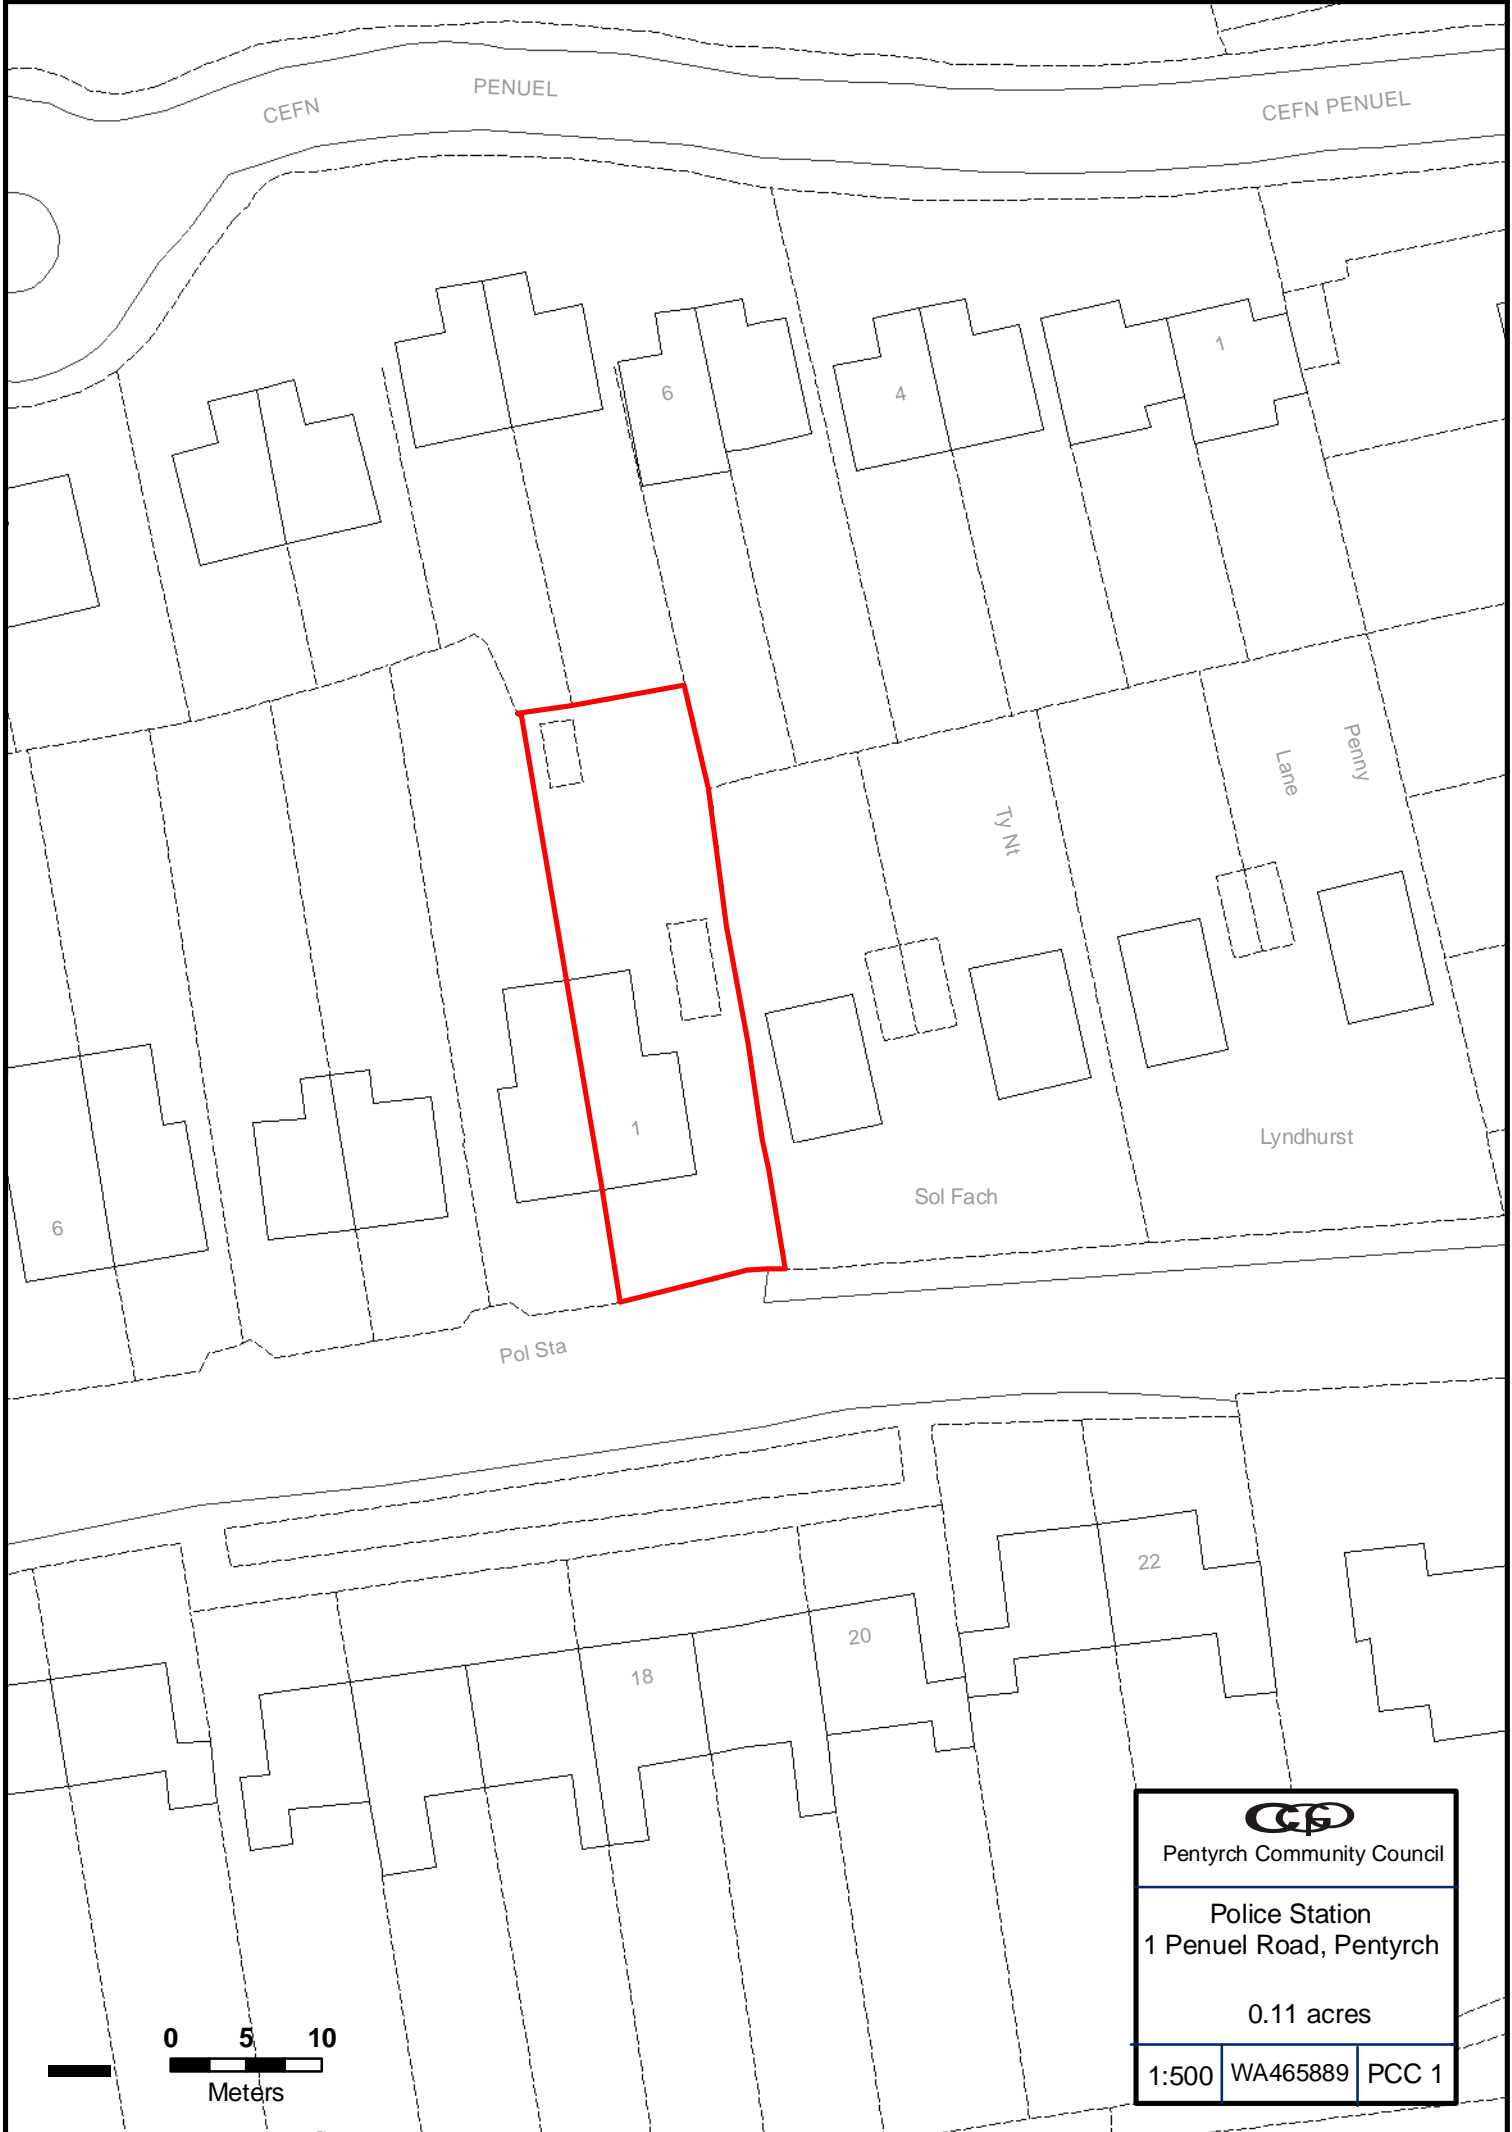 CEFN
PENUEL
CEFN PENUEL
6
4
1
Penny
Lane
Ty Nt
1
Lyndhurst
Sol Fach
6
Pol Sta
22
20
18
Pentyrch Community Council
Police Station
1 Penuel Road, Pentyrch
0.11 acres
1:500 WA465889 PCC 1
0 5 10
Meters